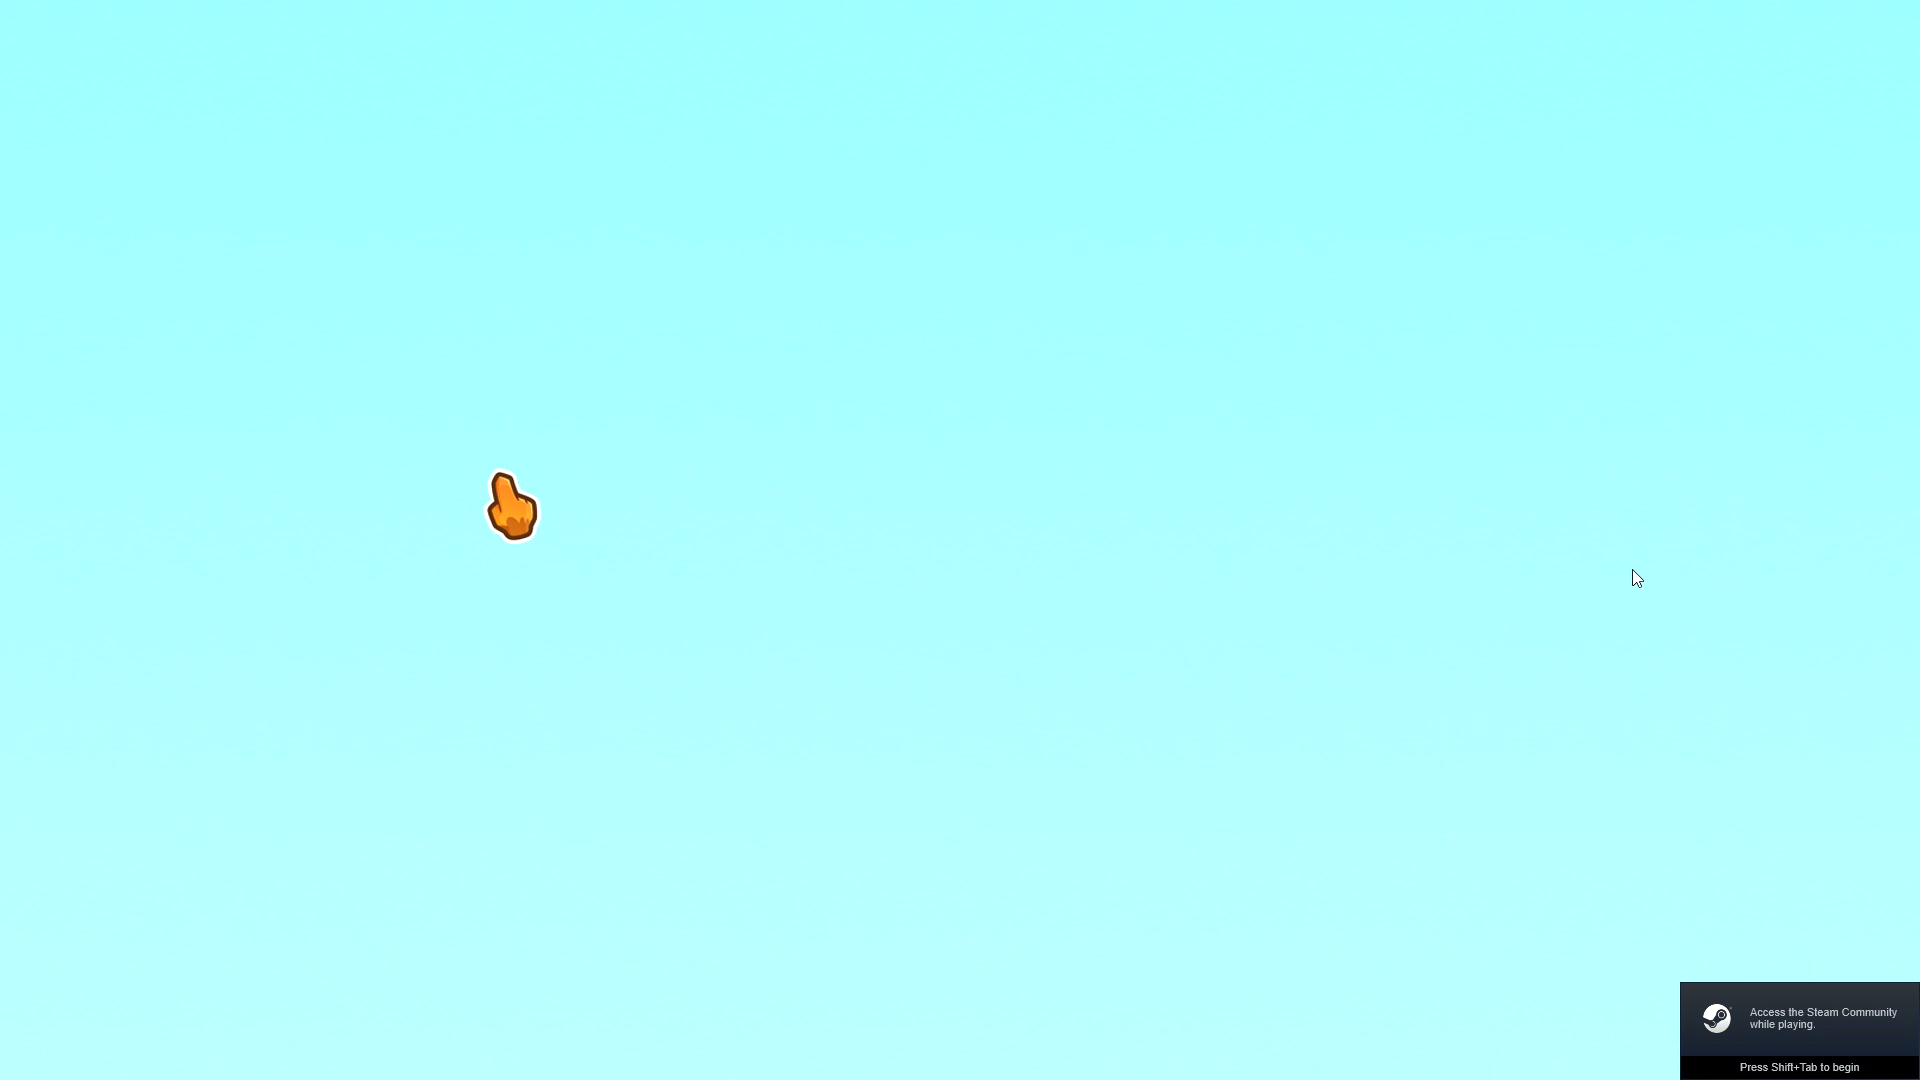 Access the Steam Community
while playing.
Press Shift+Tab to begin